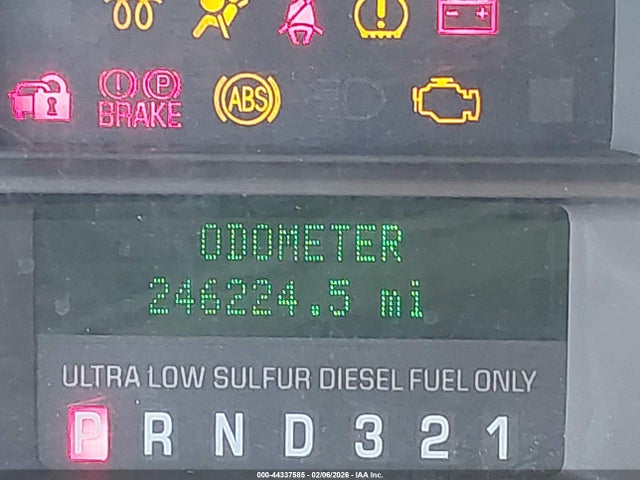 BRAKE
ABS
ODOMETER
246224.5 mi
ULTRA LOW SULFUR DIESEL FUEL ONLY
P R N D 3 2 1
000-44337585 - 02/06/2026 - IAA Inc.